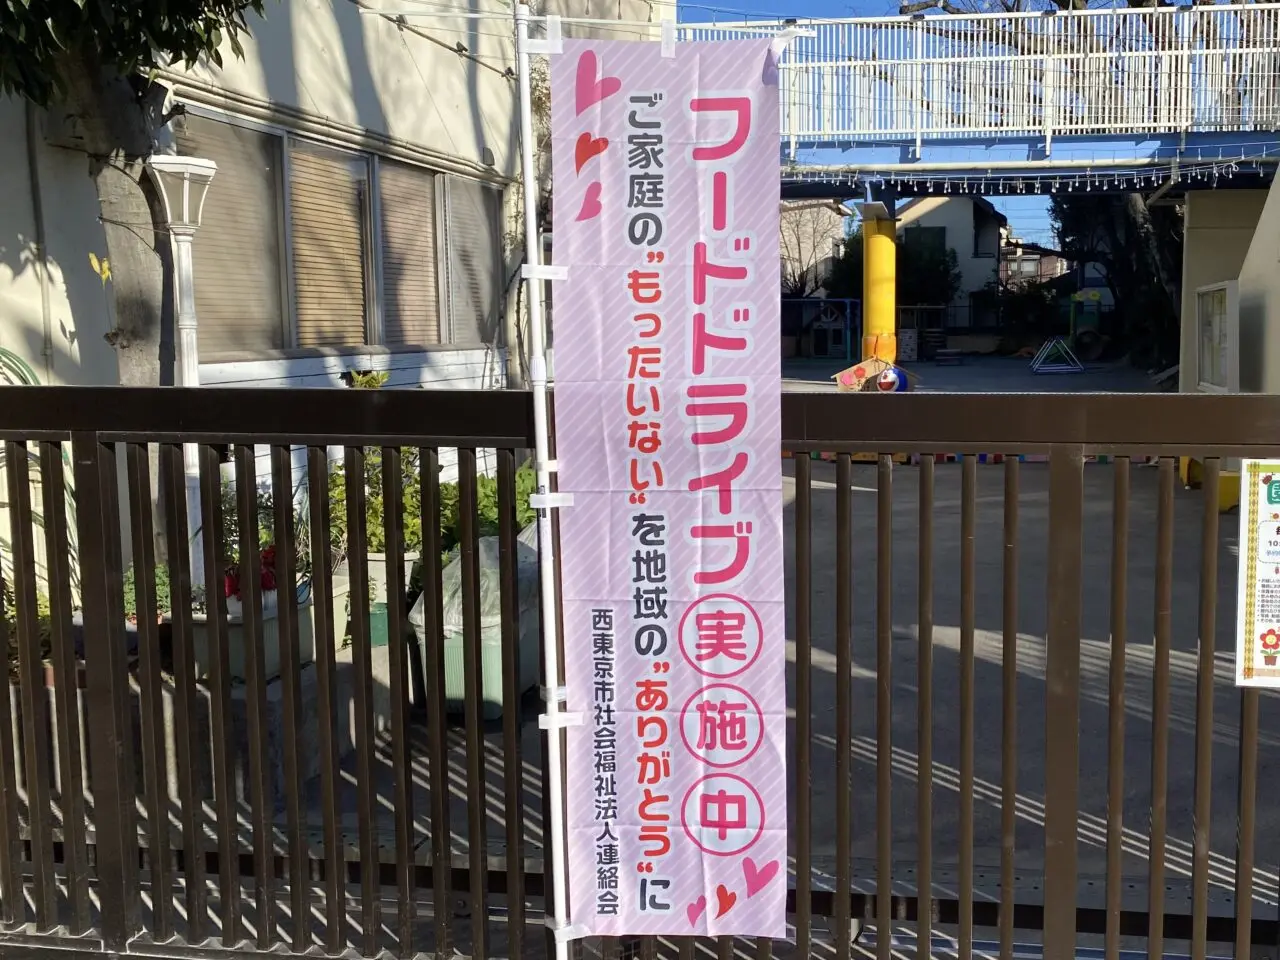 フードドライブ実施中
ご家庭の"もったいない"を地域の"ありがとう"に
西東京市社会福祉法人連絡会